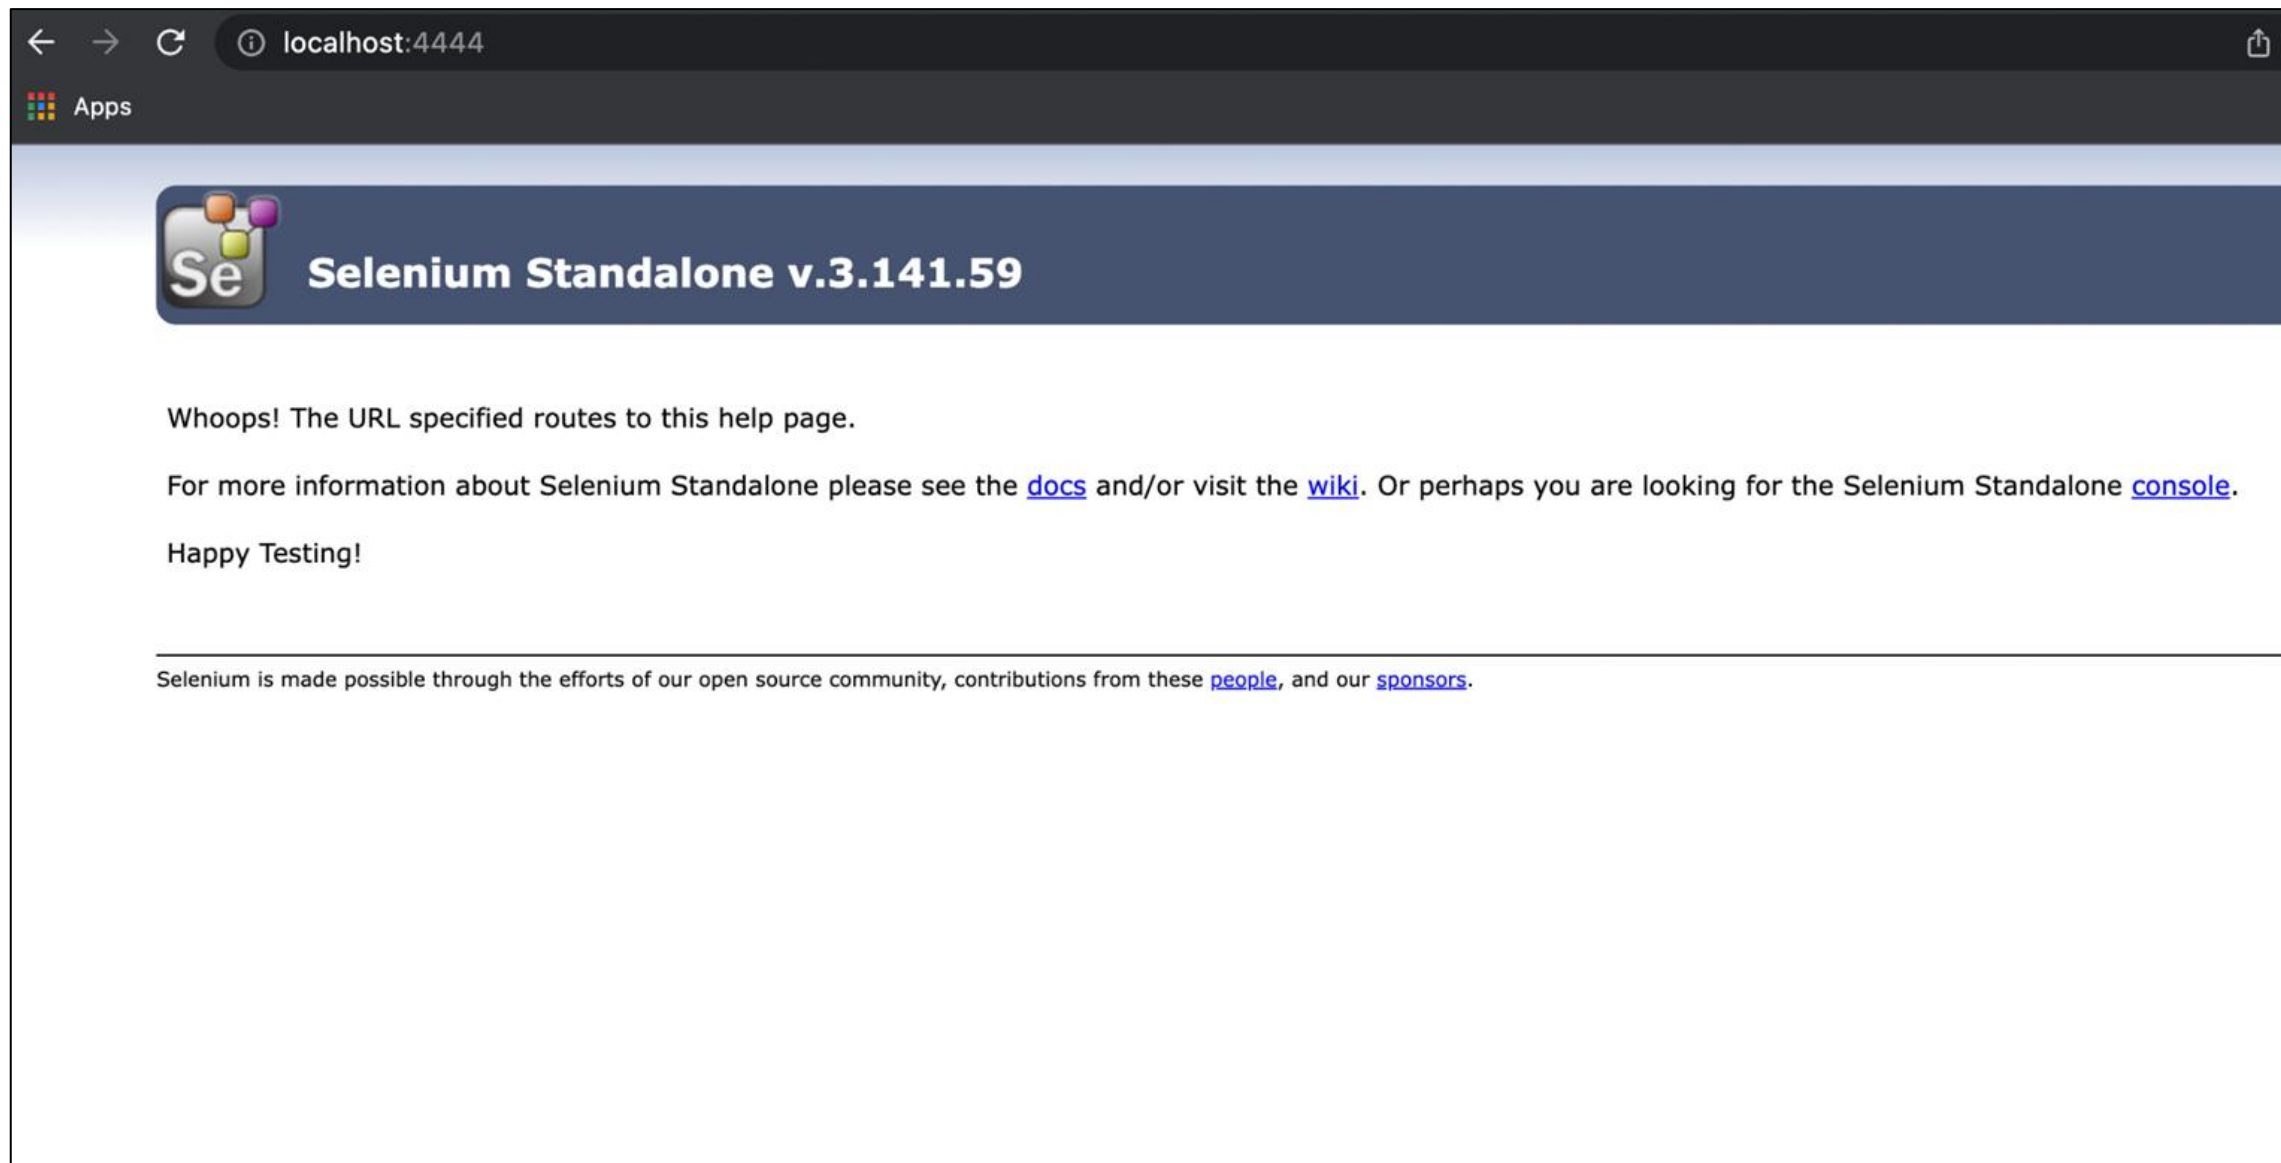 localhost:4444
Apps
Se
Selenium Standalone v.3.141.59
Whoops! The URL specified routes to this help page.
For more information about Selenium Standalone please see the docs and/or visit the wiki. Or perhaps you are looking for the Selenium Standalone console.
Happy Testing!
Selenium is made possible through the efforts of our open source community, contributions from these people, and our sponsors.